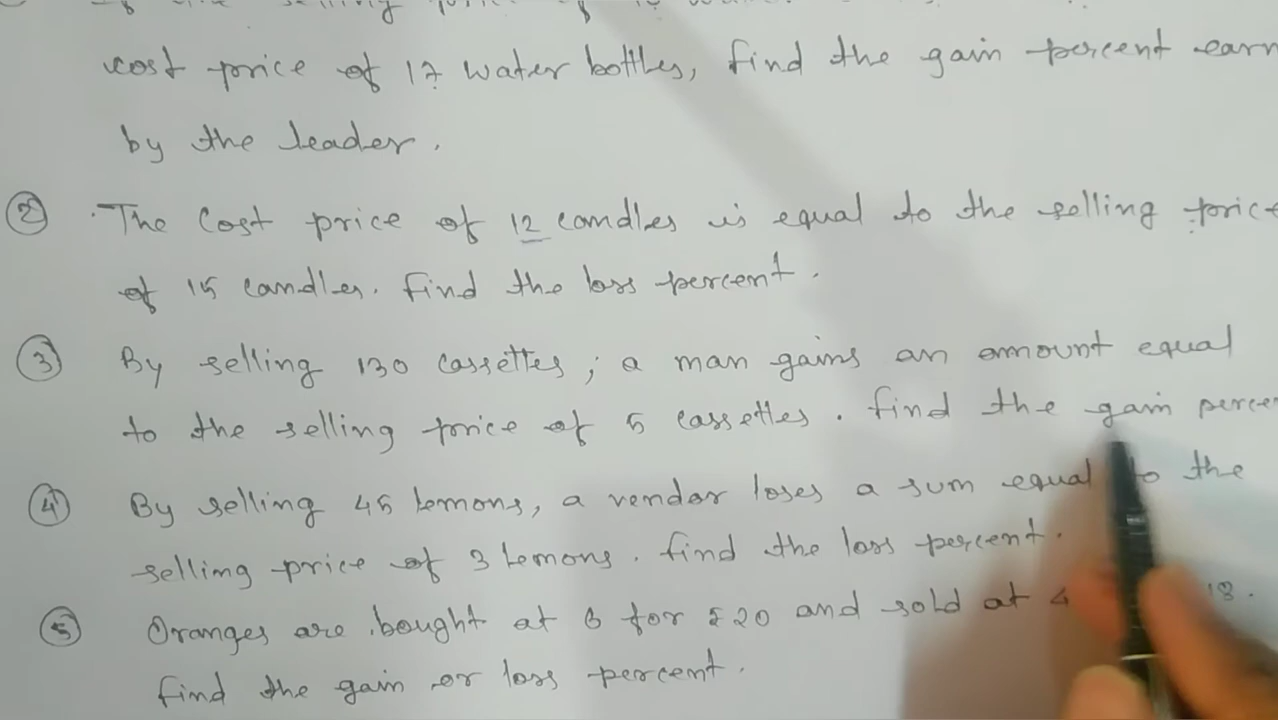 cost price of 17 water bottles, find the gain percent earn
by the leader.
② The Cost price of 12 candles is equal to the selling price
of 15 candles. Find the loss percent.
③ By selling 130 cassettes; a man gains an amount equal
to the selling price of 5 cassettes. find the gain percen
④ By selling 45 lemons, a vendor loses a sum equal to the
selling price of 3 lemons. find the loss percent.
⑤ Oranges are bought at 6 for ₹20 and sold at 4 18.
find the gain or loss percent.